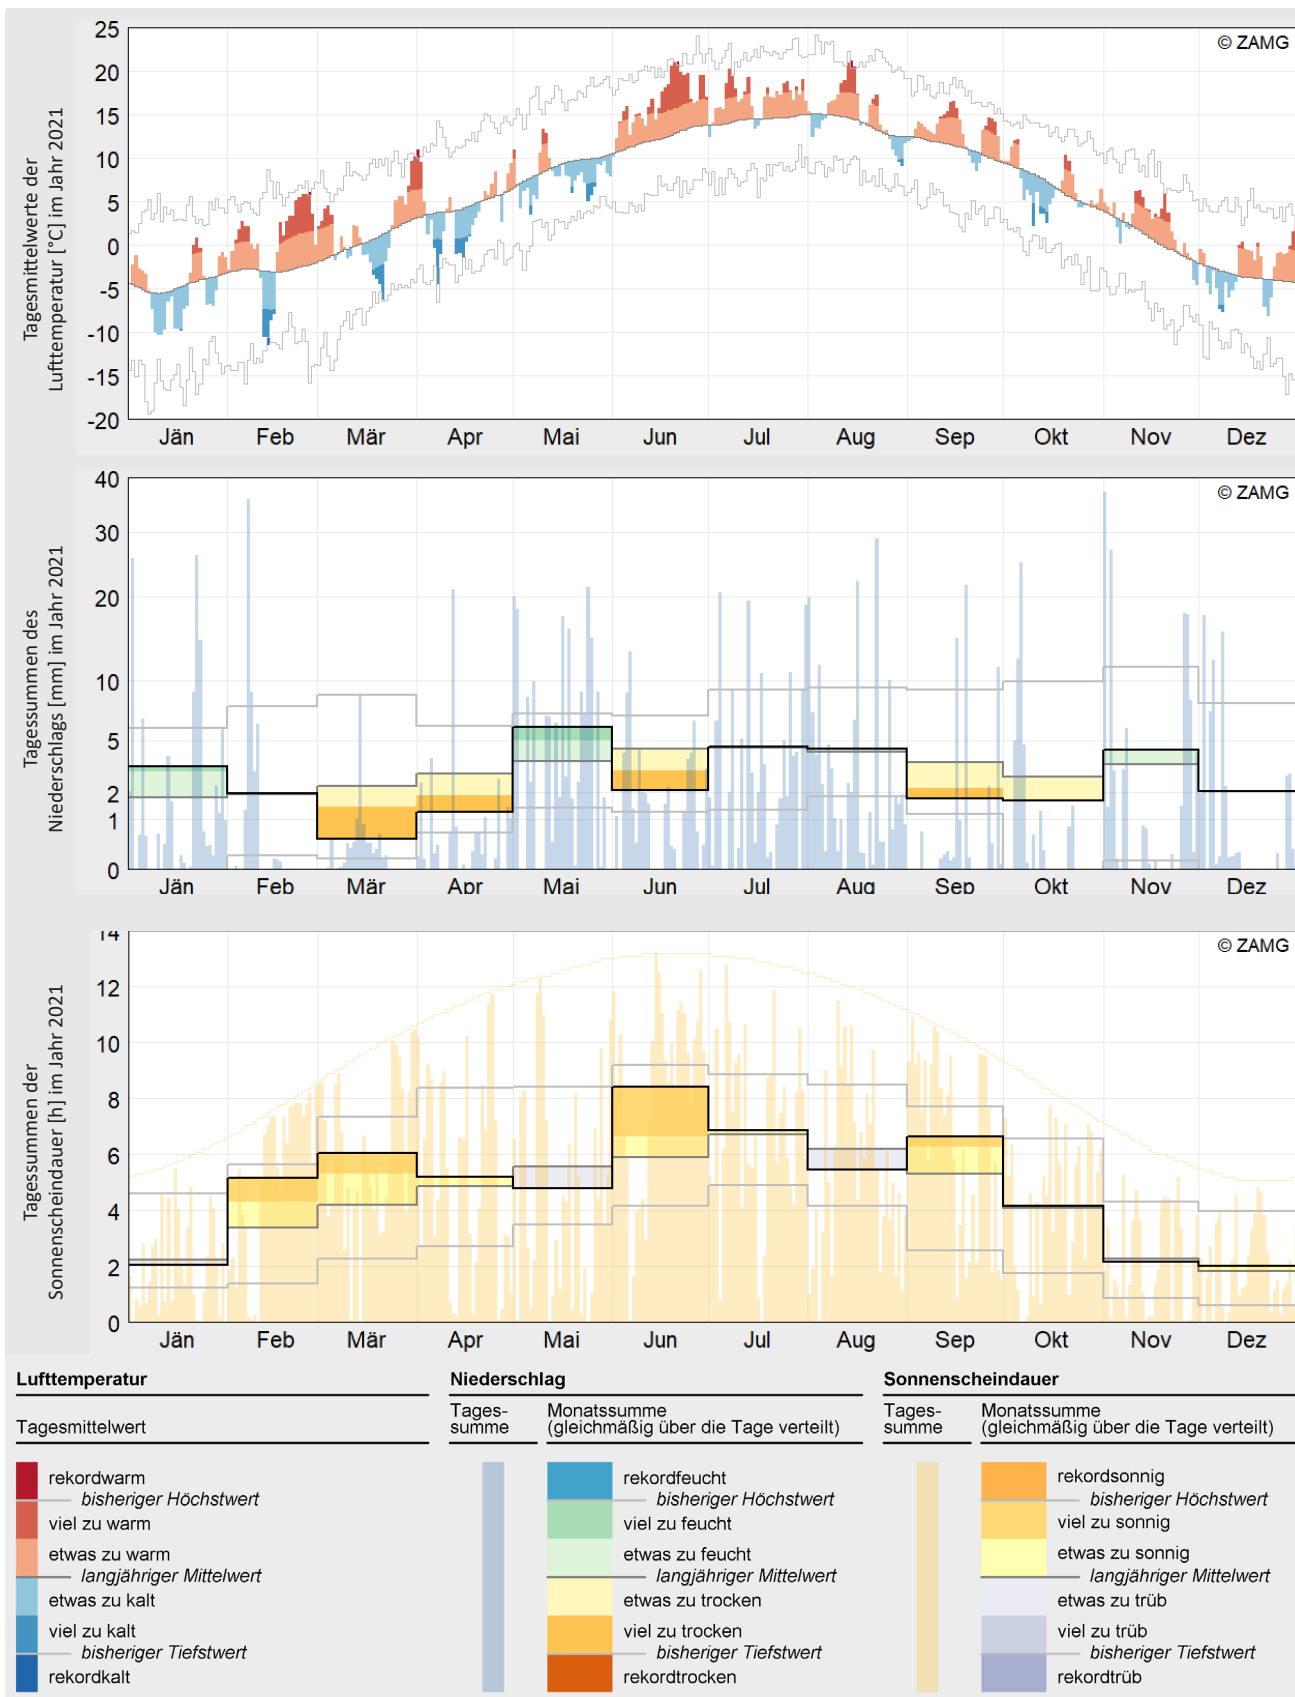 Tagesmittelwerte der
Lufttemperatur [°C] im Jahr 2021
25
20
15
10
5
0
-5
-10
-15
-20
© ZAMG
Jän Feb Mär Apr Mai Jun Jul Aug Sep Okt Nov Dez
Tagessummen des
Niederschlags [mm] im Jahr 2021
40
30
20
10
5
2
1
0
© ZAMG
Jän Feb Mär Apr Mai Jun Jul Aug Sep Okt Nov Dez
Tagessummen der
Sonnenscheindauer [h] im Jahr 2021
14
12
10
8
6
4
2
0
© ZAMG
Jän Feb Mär Apr Mai Jun Jul Aug Sep Okt Nov Dez
Lufttemperatur
Tagesmittelwert
rekordwarm
bisheriger Höchstwert
viel zu warm
etwas zu warm
langjähriger Mittelwert
etwas zu kalt
viel zu kalt
bisheriger Tiefstwert
rekordkalt
Niederschlag
Tages-
summe
Monatssumme
(gleichmäßig über die Tage verteilt)
rekordfeucht
bisheriger Höchstwert
viel zu feucht
etwas zu feucht
langjähriger Mittelwert
etwas zu trocken
viel zu trocken
bisheriger Tiefstwert
rekordtrocken
Sonnenscheindauer
Tages-
summe
Monatssumme
(gleichmäßig über die Tage verteilt)
rekordsonnig
bisheriger Höchstwert
viel zu sonnig
etwas zu sonnig
langjähriger Mittelwert
etwas zu trüb
viel zu trüb
bisheriger Tiefstwert
rekordtrüb